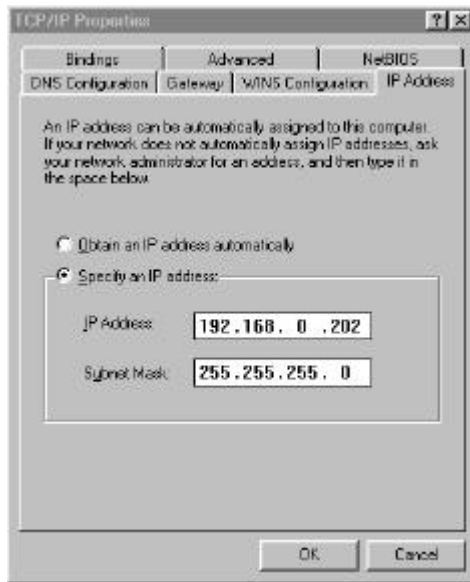 TCP/IP Properties
Bindings Advanced NetBIOS
DNS Configuration Gateway WINS Configuration IP Address
An IP address can be automatically assigned to this computer.
If your network does not automatically assign IP addresses, ask
your network administrator for an address, and then type it in
the space below.
Obtain an IP address automatically
Specify an IP address:
IP Address: 192.168. 0 .202
Subnet Mask: 255.255.255. 0
OK Cancel